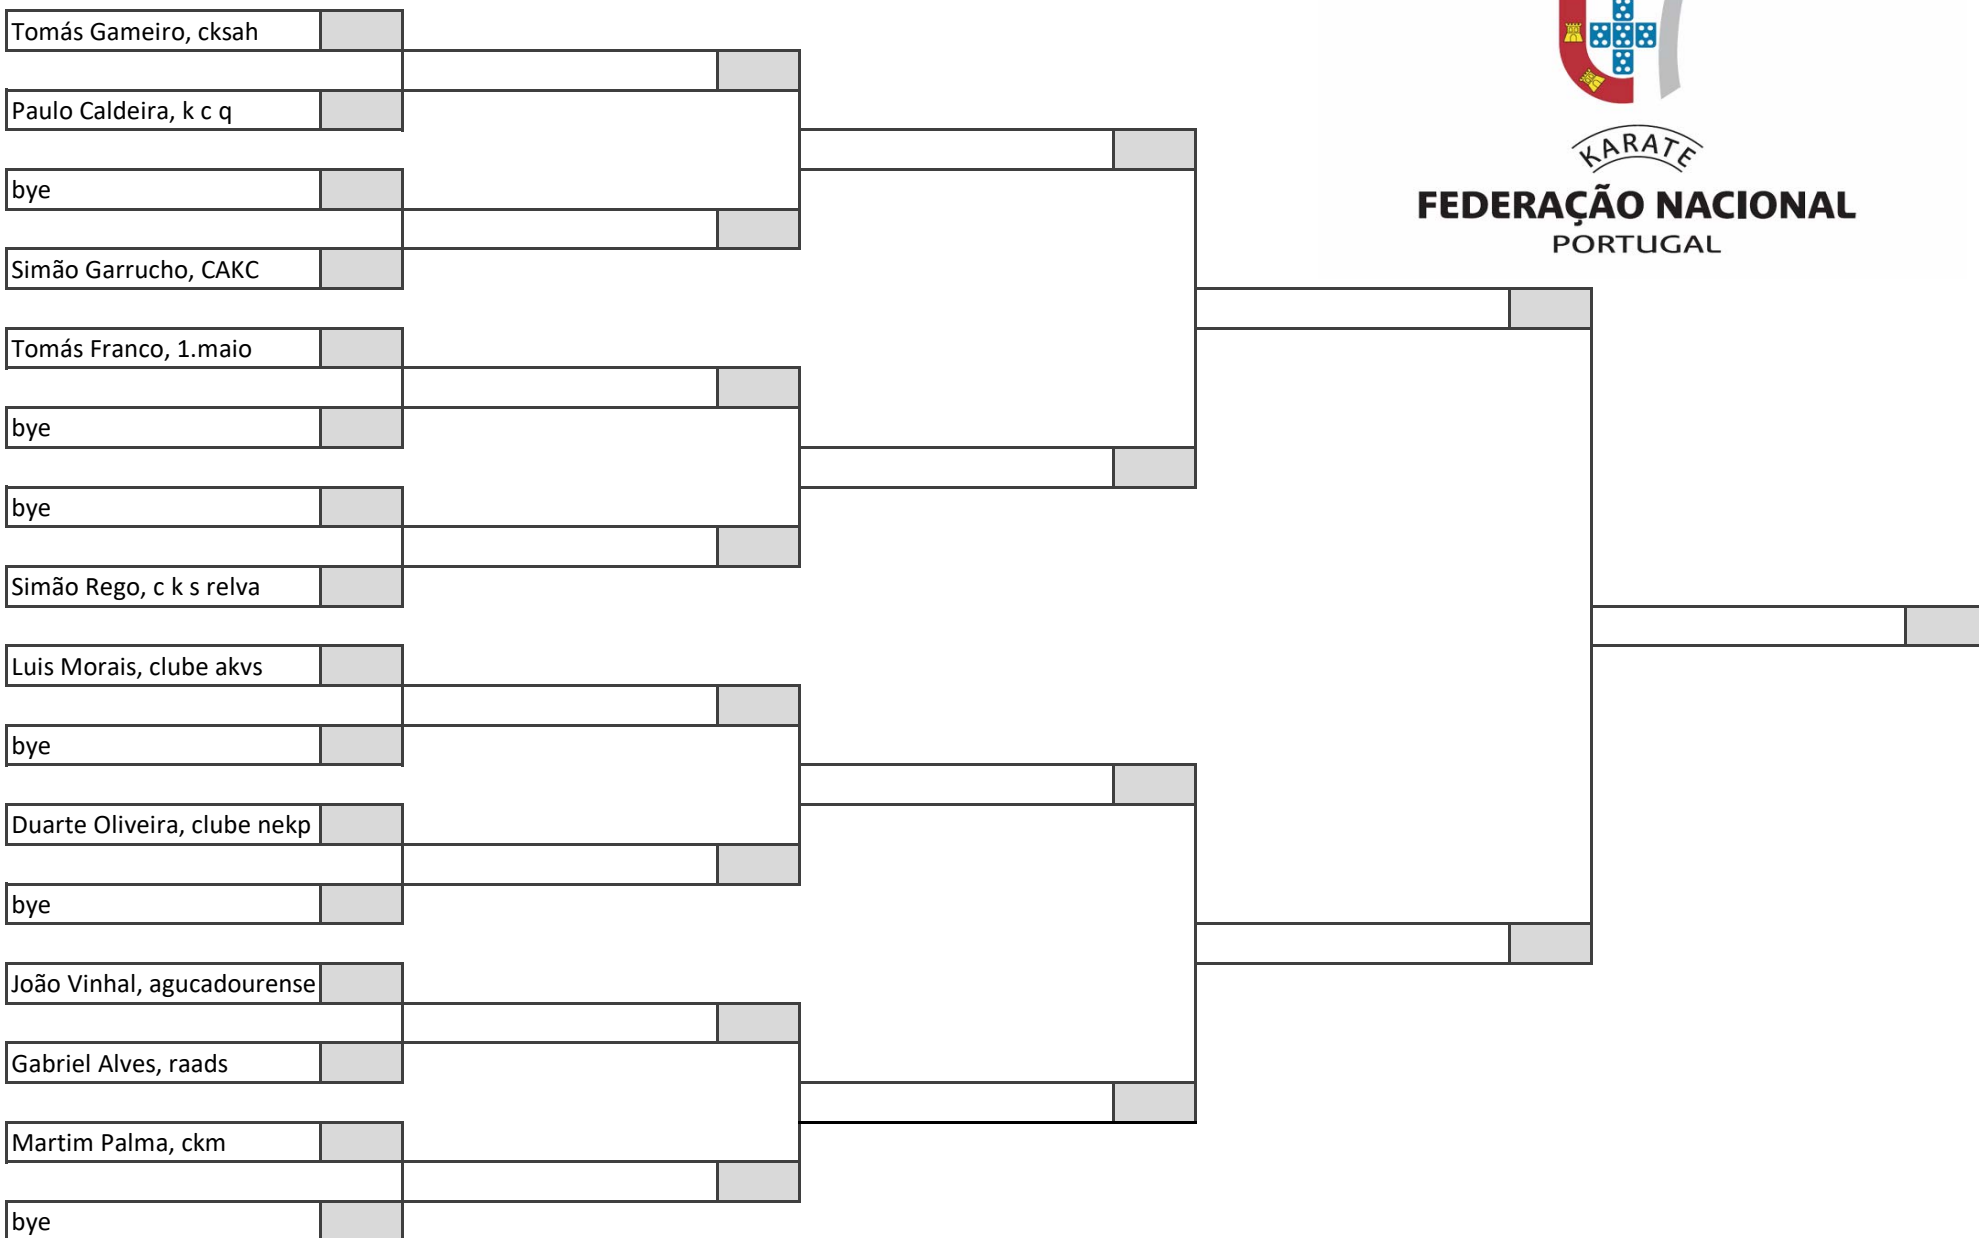 Tomás Gameiro, cksah
Paulo Caldeira, k c q
bye
Simão Garrucho, CAKC
Tomás Franco, 1.maio
bye
bye
Simão Rego, c k s relva
Luis Morais, clube akvs
bye
Duarte Oliveira, clube nekp
bye
João Vinhal, agucadourense
Gabriel Alves, raads
Martim Palma, ckm
bye
KARATE
FEDERAÇÃO NACIONAL
PORTUGAL